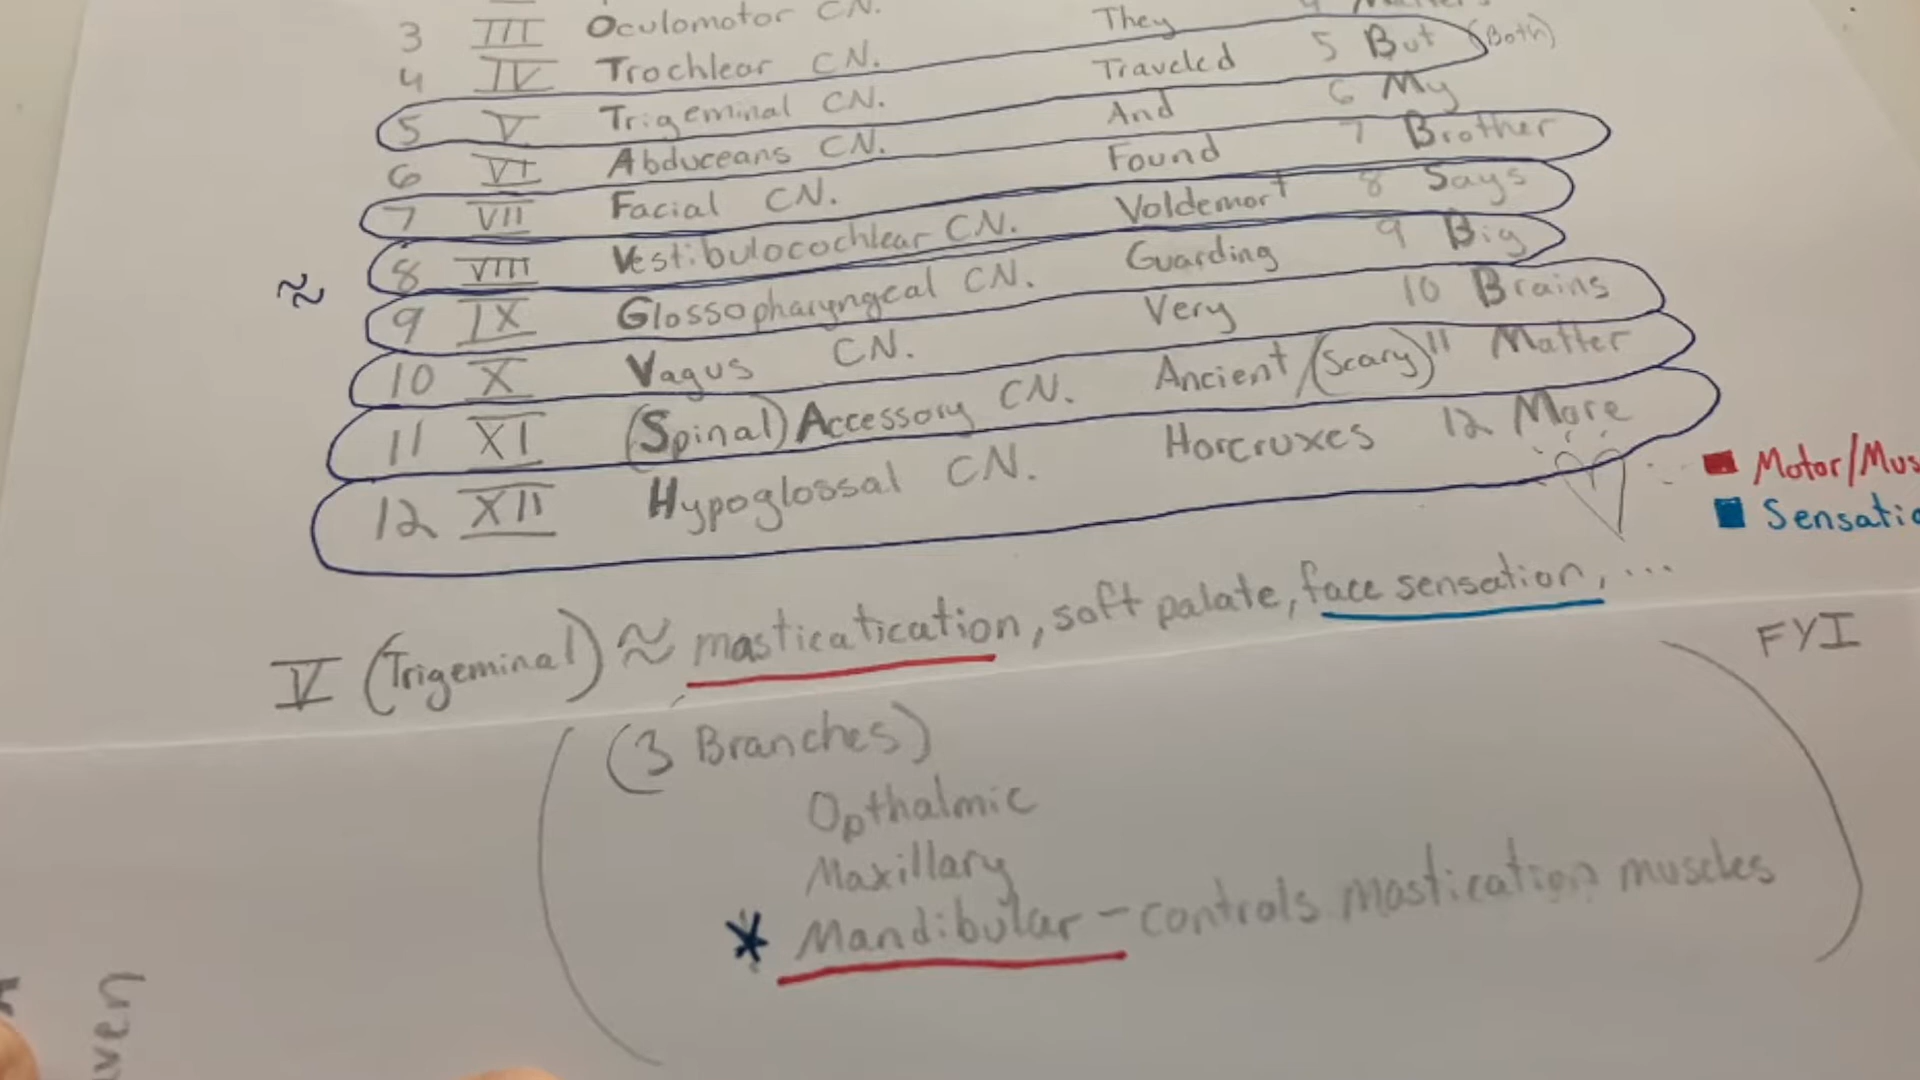 3 III Oculomotor CN. They 4 Matters
4 IV Trochlear CN. Traveled 5 But (Both)
5 V Trigeminal CN. And 6 My
6 VI Abduceans CN. Found 7 Brother
7 VII Facial CN. Voldemort 8 Says
≈ 8 VIII Vestibulocochlear CN. Guarding 9 Big
9 IX Glossopharyngeal CN. Very 10 Brains
10 X Vagus CN. Ancient/(Scary) 11 Matter
11 XI (Spinal) Accessory CN. Horcruxes 12 More
12 XII Hypoglossal CN.
Motor/Mus
Sensatio
V (Trigeminal) ≈ masticatication, soft palate, face sensation, ...
FYI
(3 Branches)
Opthalmic
Maxillary
* Mandibular - controls mastication muscles
ven